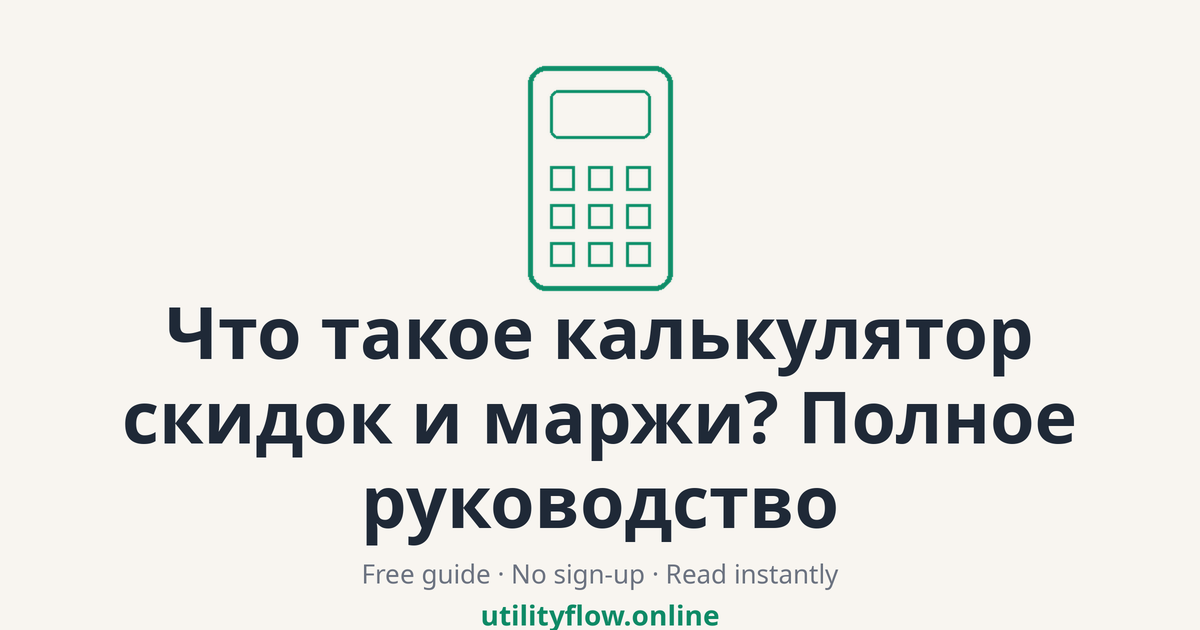 Что такое калькулятор
скидок и маржи? Полное
руководство
Free guide · No sign-up · Read instantly
utilityflow.online